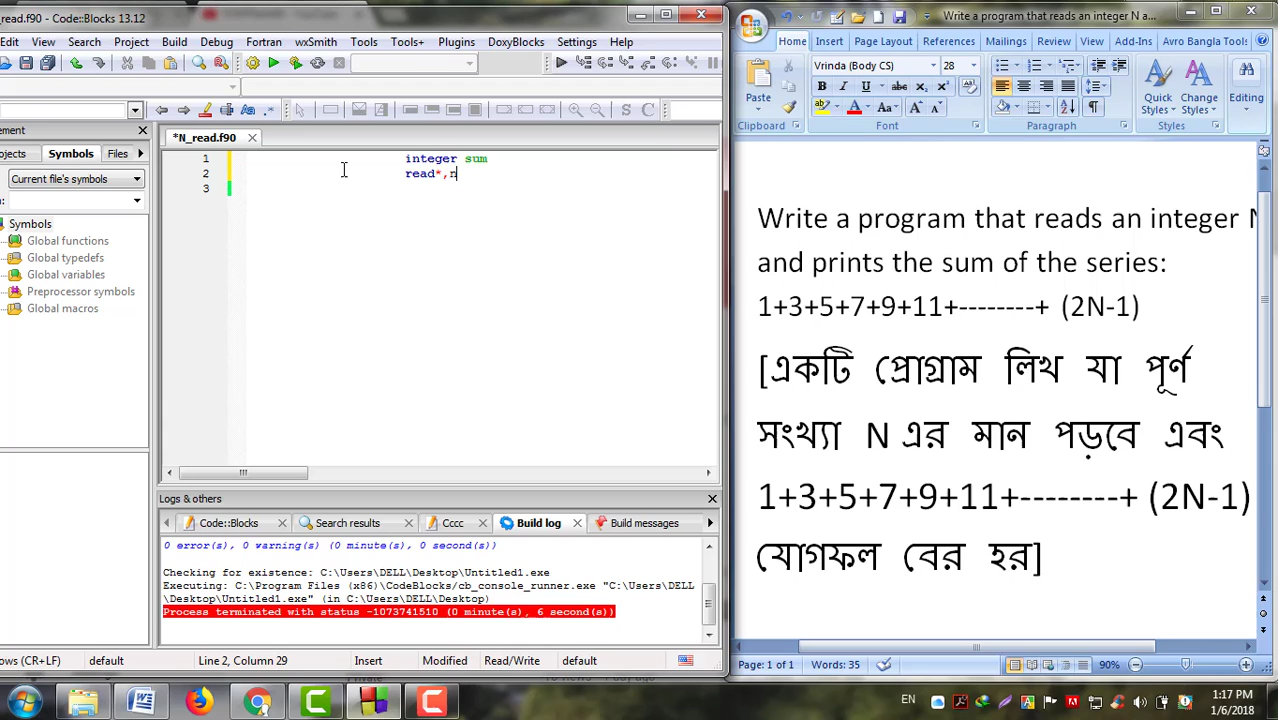 _read.f90 - Code::Blocks 13.12
Edit View Search Project Build Debug Fortran wxsmith Tools Tools+ Plugins DoxyBlocks Settings Help
*N_read.f90
ement
ojects Symbols Files
Current file's symbols
Symbols
Global functions
Global typedefs
Global variables
Preprocessor symbols
Global macros
1 integer sum
2 read*,n
3
Logs & others
Code::Blocks Search results Cccc Build log Build messages
0 error(s), 0 warning(s) (0 minute(s), 0 second(s))
Checking for existence: C:\Users\DELL\Desktop\Untitled1.exe
Executing: C:\Program Files (x86)\CodeBlocks/cb_console_runner.exe "C:\Users\DELL
\Desktop\Untitled1.exe" (in C:\Users\DELL\Desktop)
Process terminated with status -1073741510 (0 minute(s), 6 second(s))
ows (CR+LF) default Line 2, Column 29 Insert Modified Read/Write default
Write a program that reads an integer N a...
Home Insert Page Layout References Mailings Review View Add-Ins Avro Bangla Tools
Vrinda (Body CS) 28
Paste
Quick Styles
Change Styles
Editing
Clipboard Font Paragraph Styles
Write a program that reads an integer N
and prints the sum of the series:
1+3+5+7+9+11+--------+ (2N-1)
[একটি প্রোগ্রাম লিখ যা পূর্ণ
সংখ্যা N এর মান পড়বে এবং
1+3+5+7+9+11+--------+ (2N-1)
যোগফল বের হর]
Page: 1 of 1 Words: 35 90%
EN
1:17 PM
1/6/2018